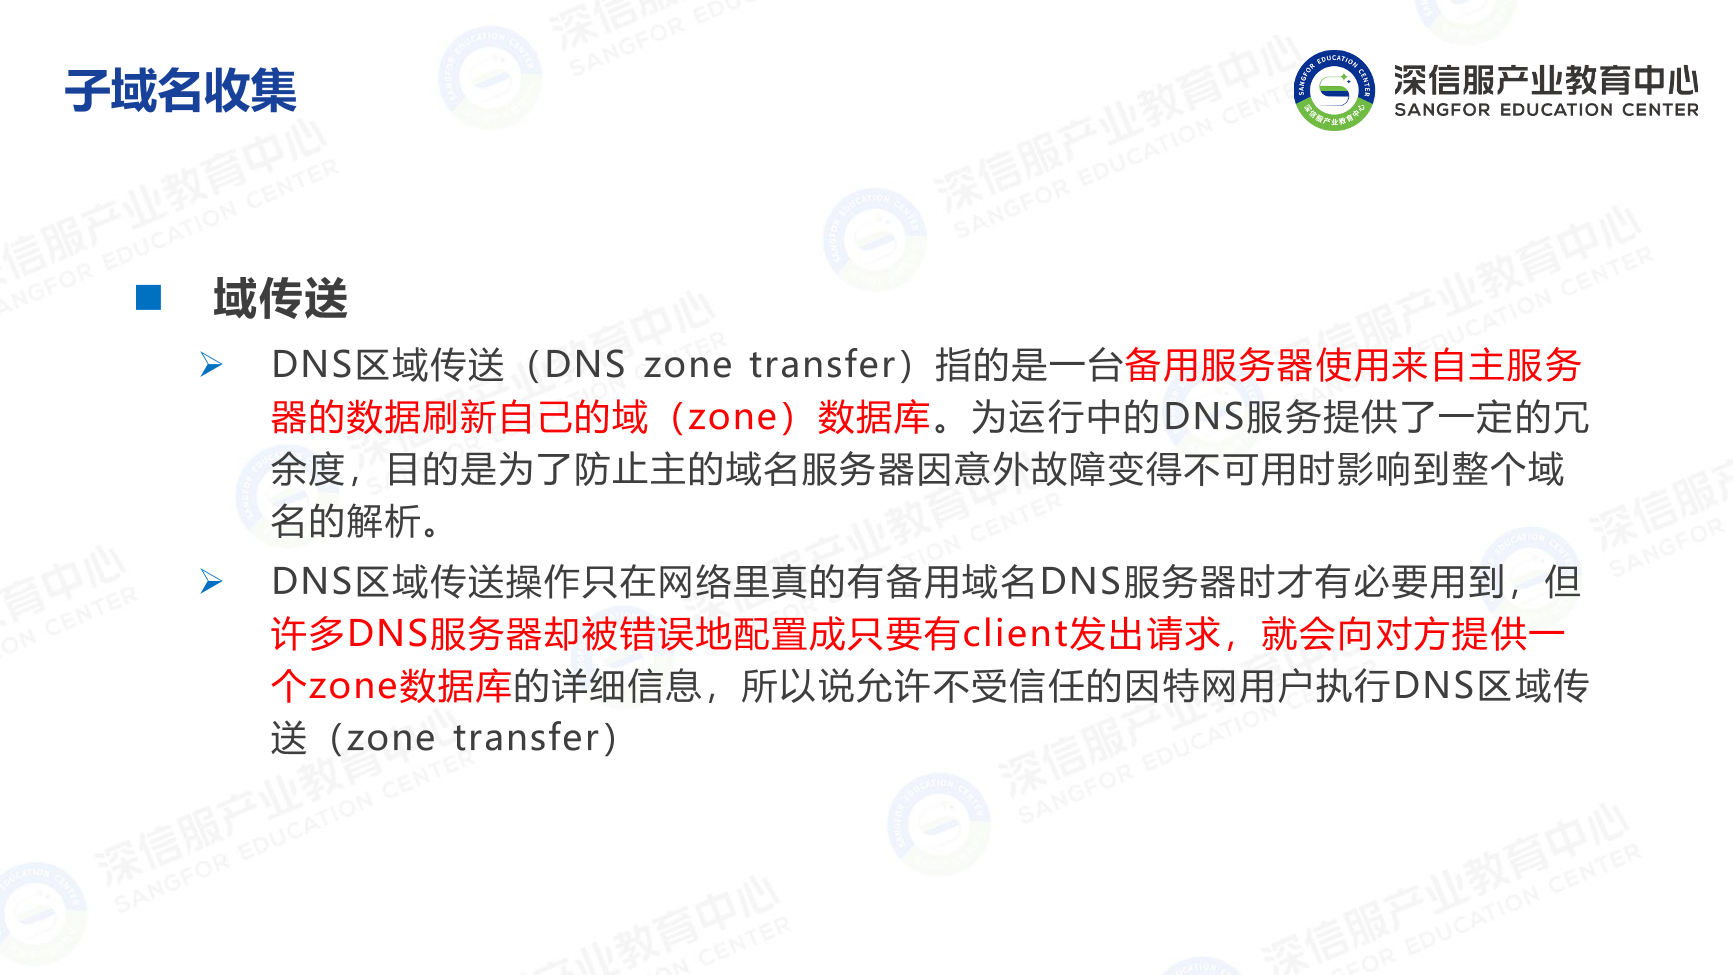 子域名收集
深信服产业教育中心
SANGFOR EDUCATION CENTER
域传送
DNS区域传送（DNS zone transfer）指的是一台备用服务器使用来自主服务
器的数据刷新自己的域（zone）数据库。为运行中的DNS服务提供了一定的冗
余度，目的是为了防止主的域名服务器因意外故障变得不可用时影响到整个域
名的解析。
DNS区域传送操作只在网络里真的有备用域名DNS服务器时才有必要用到，但
许多DNS服务器却被错误地配置成只要有client发出请求，就会向对方提供一
个zone数据库的详细信息，所以说允许不受信任的因特网用户执行DNS区域传
送（zone transfer）